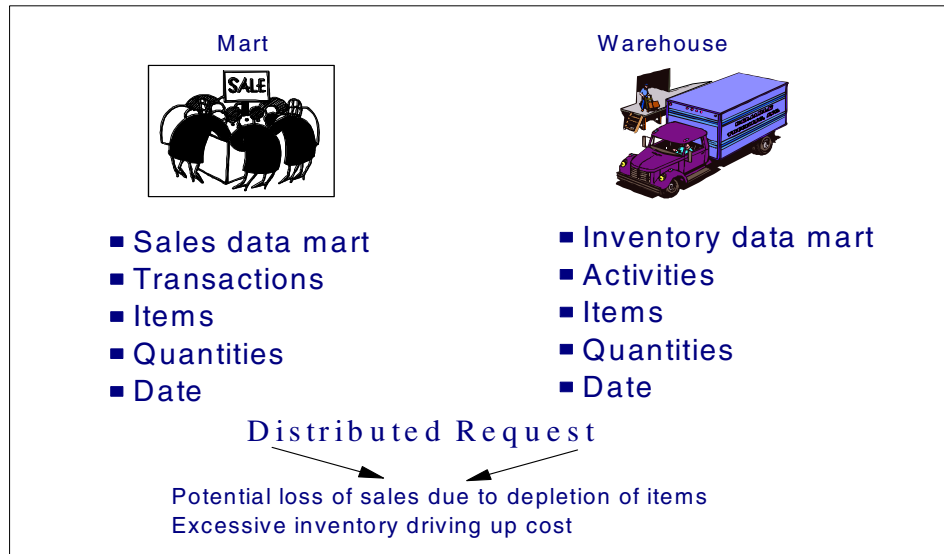 Mart
Warehouse
SALE
▪ Sales data mart
▪ Transactions
▪ Items
▪ Quantities
▪ Date
▪ Inventory data mart
▪ Activities
▪ Items
▪ Quantities
▪ Date
Distributed Request
Potential loss of sales due to depletion of items
Excessive inventory driving up cost